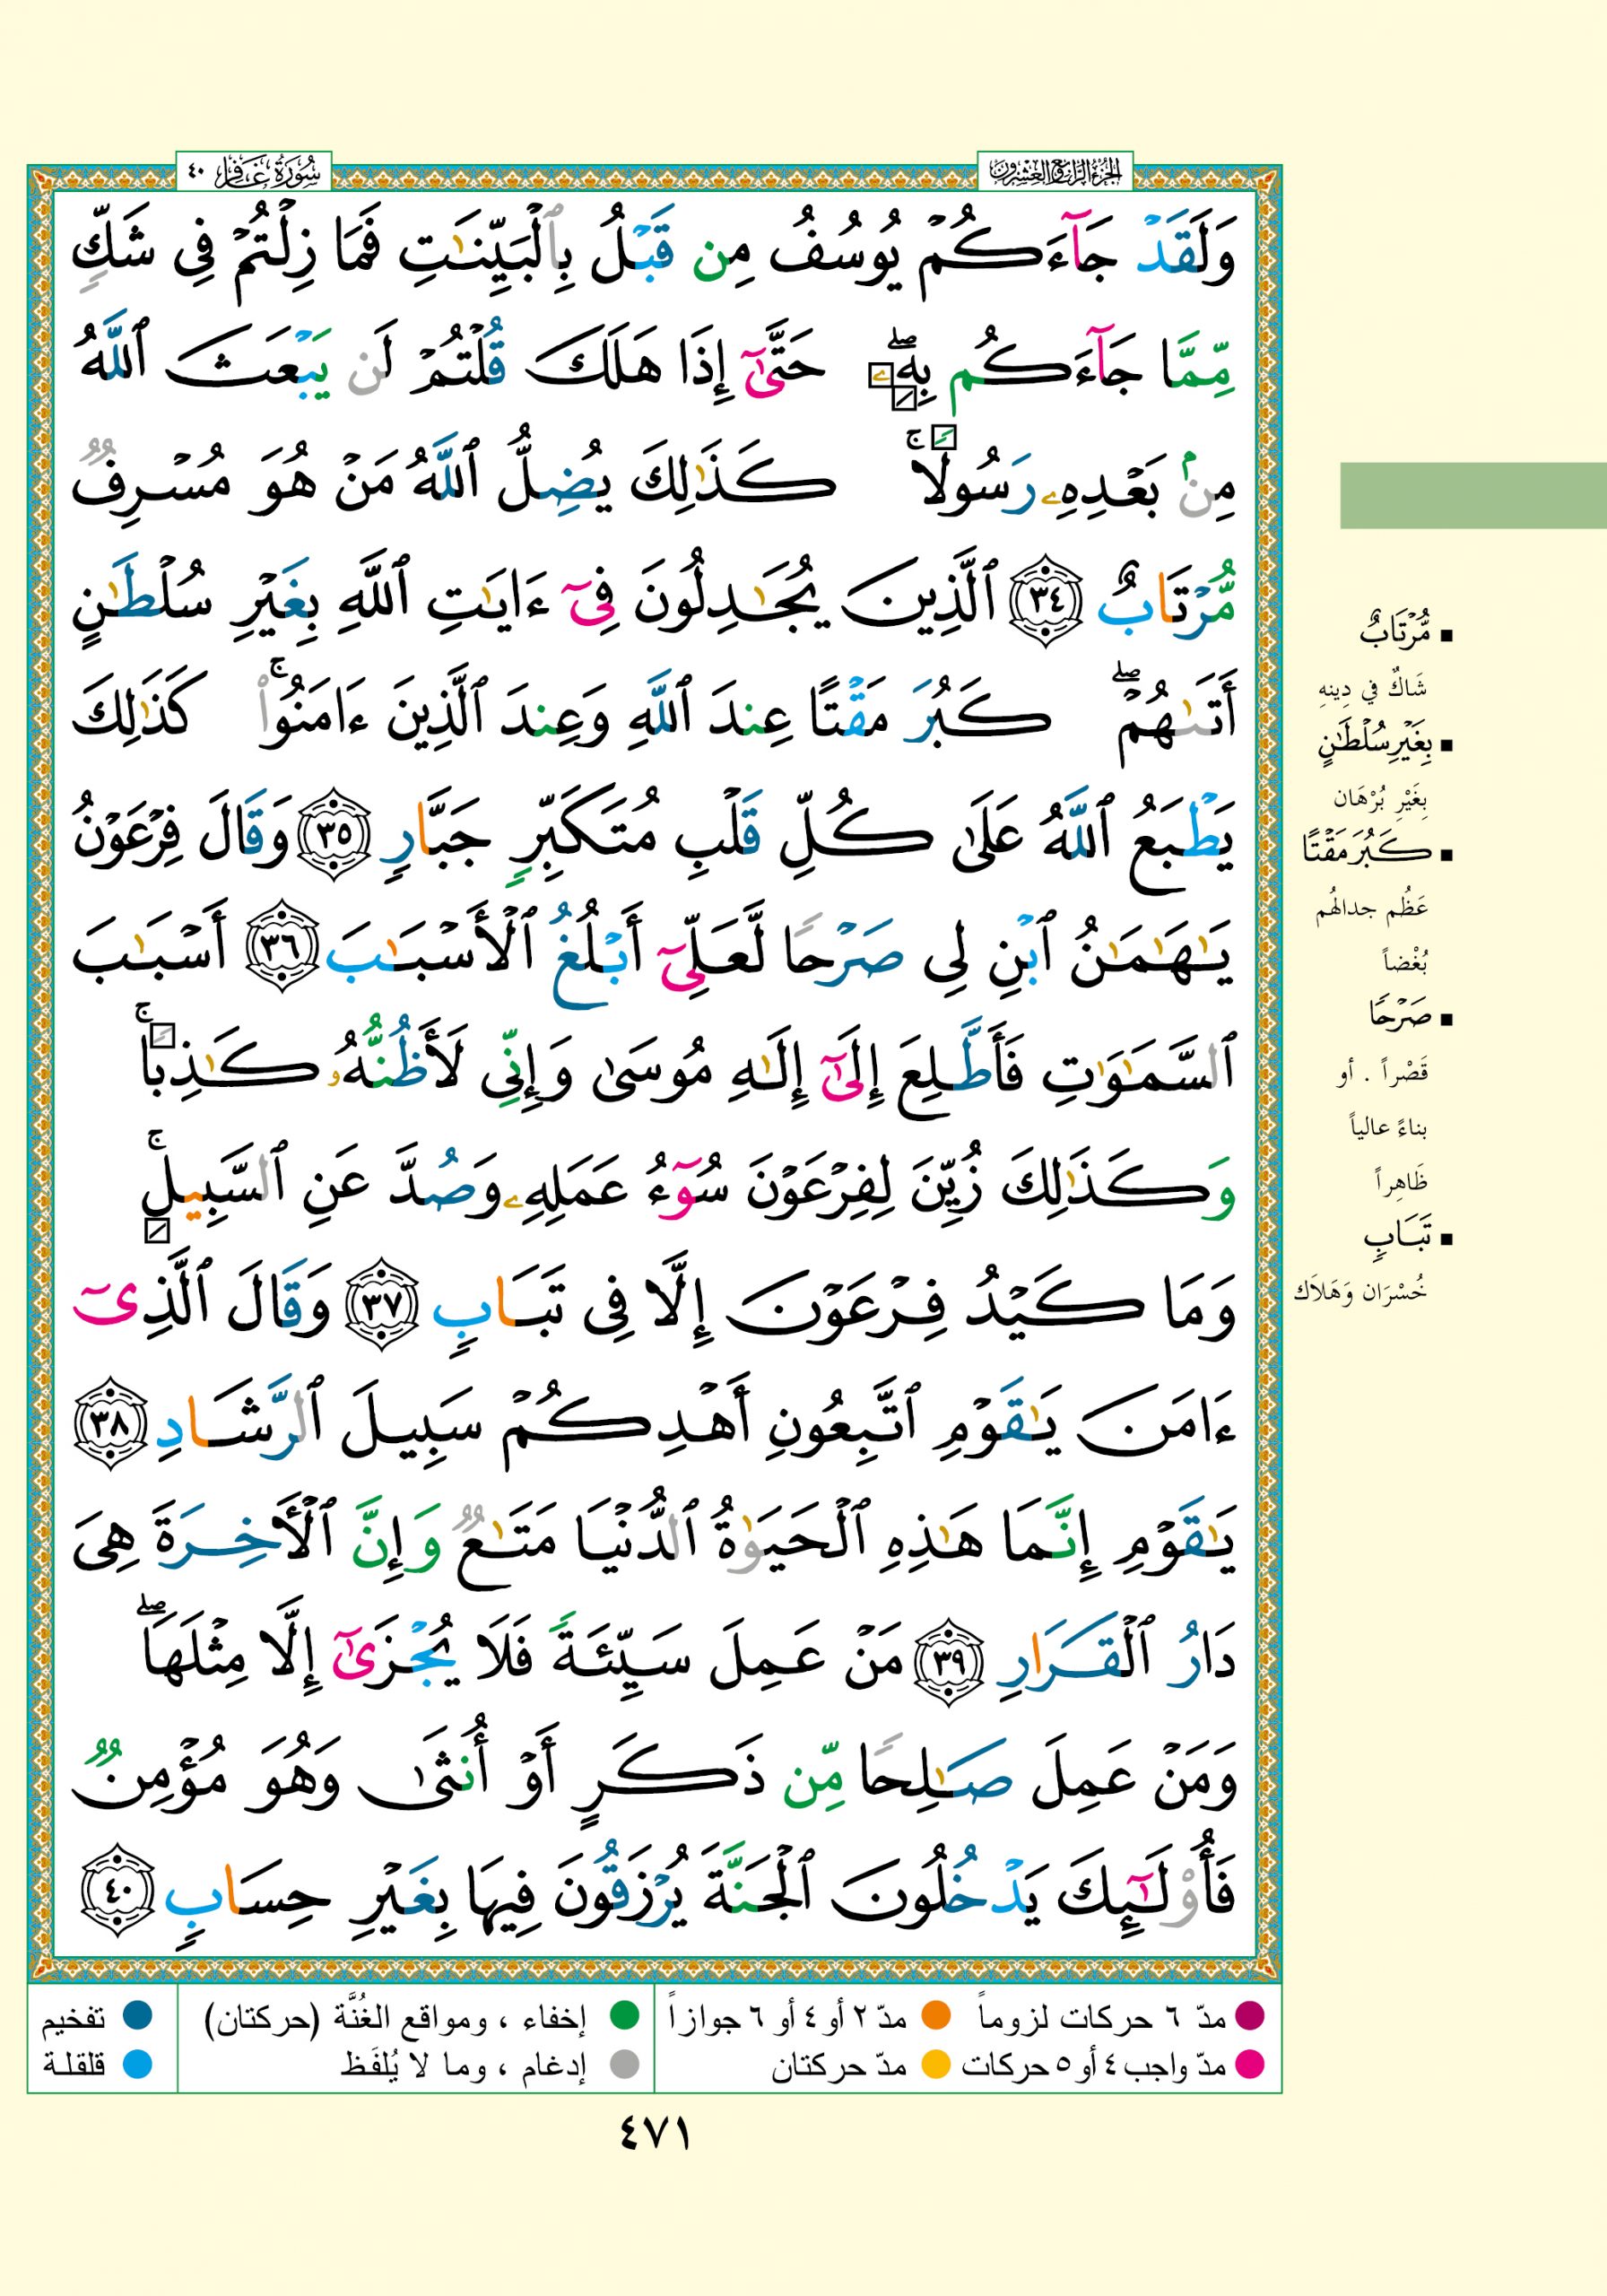 الجزء الرابع والعشرون
سورة غافر ٤٠
وَلَقَدْ جَآءَكُمْ يُوسُفُ مِن قَبْلُ بِٱلْبَيِّنَٰتِ فَمَا زِلْتُمْ فِى شَكٍّ
مِّمَّا جَآءَكُم بِهِۦۖ حَتَّىٰٓ إِذَا هَلَكَ قُلْتُمْ لَن يَبْعَثَ ٱللَّهُ
مِنۢ بَعْدِهِۦ رَسُولًاۚ كَذَٰلِكَ يُضِلُّ ٱللَّهُ مَنْ هُوَ مُسْرِفٌ
مُّرْتَابٌ ٣٤ ٱلَّذِينَ يُجَٰدِلُونَ فِىٓ ءَايَٰتِ ٱللَّهِ بِغَيْرِ سُلْطَٰنٍ
أَتَىٰهُمْۖ كَبُرَ مَقْتًا عِندَ ٱللَّهِ وَعِندَ ٱلَّذِينَ ءَامَنُوا۟ۚ كَذَٰلِكَ
يَطْبَعُ ٱللَّهُ عَلَىٰ كُلِّ قَلْبِ مُتَكَبِّرٍ جَبَّارٍ ٣٥ وَقَالَ فِرْعَوْنُ
يَٰهَٰمَٰنُ ٱبْنِ لِى صَرْحًا لَّعَلِّىٓ أَبْلُغُ ٱلْأَسْبَٰبَ ٣٦ أَسْبَٰبَ
ٱلسَّمَٰوَٰتِ فَأَطَّلِعَ إِلَىٰٓ إِلَٰهِ مُوسَىٰ وَإِنِّى لَأَظُنُّهُۥ كَٰذِبًاۚ
وَكَذَٰلِكَ زُيِّنَ لِفِرْعَوْنَ سُوٓءُ عَمَلِهِۦ وَصُدَّ عَنِ ٱلسَّبِيلِۚ
وَمَا كَيْدُ فِرْعَوْنَ إِلَّا فِى تَبَابٍ ٣٧ وَقَالَ ٱلَّذِىٓ
ءَامَنَ يَٰقَوْمِ ٱتَّبِعُونِ أَهْدِكُمْ سَبِيلَ ٱلرَّشَادِ ٣٨
يَٰقَوْمِ إِنَّمَا هَٰذِهِ ٱلْحَيَوٰةُ ٱلدُّنْيَا مَتَٰعٌ وَإِنَّ ٱلْأَخِرَةَ هِىَ
دَارُ ٱلْقَرَارِ ٣٩ مَنْ عَمِلَ سَيِّئَةً فَلَا يُجْزَىٰٓ إِلَّا مِثْلَهَاۖ
وَمَنْ عَمِلَ صَٰلِحًا مِّن ذَكَرٍ أَوْ أُنثَىٰ وَهُوَ مُؤْمِنٌ
فَأُو۟لَٰٓئِكَ يَدْخُلُونَ ٱلْجَنَّةَ يُرْزَقُونَ فِيهَا بِغَيْرِ حِسَابٍ ٤٠
▪ مُّرْتَابٌ
شَاكٌ في دِينهِ
▪ بِغَيْرِ سُلْطَٰنٍ
بِغَيْرِ بُرْهَان
▪ كَبُرَ مَقْتًا
عَظُم جدالهُم
بُغْضاً
▪ صَرْحًا
قَصْراً . أو
بناءً عالياً
ظَاهِراً
▪ تَبَابٍ
خُسْرَان وَهَلاَك
مدّ ٦ حركات لزوماً مدّ ٢ أو ٤ أو ٦ جوازاً إخفاء ، ومواقع الغُنَّة (حركتان) تفخيم
مدّ واجب ٤ أو ٥ حركات مدّ حركتان إدغام ، وما لا يُلفَظ قلقلة
٤٧١